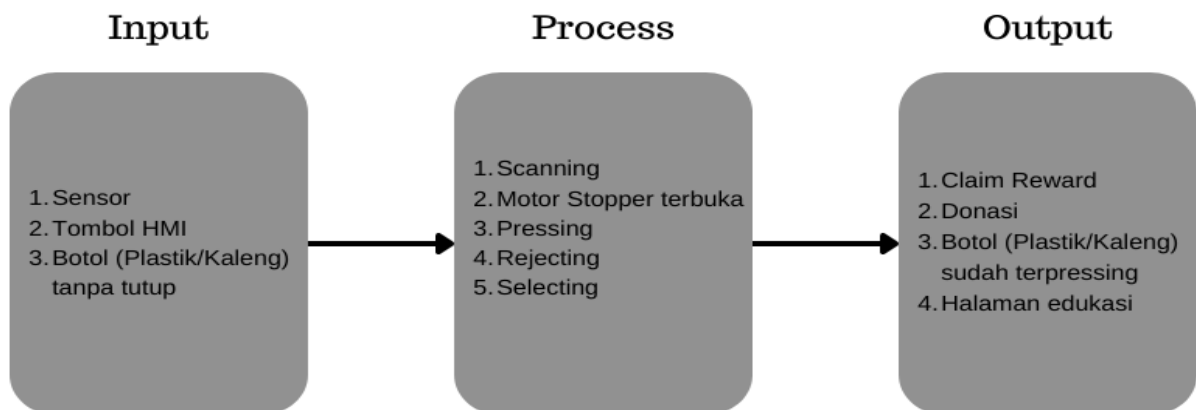 Input
1. Sensor
2. Tombol HMI
3. Botol (Plastik/Kaleng)
tanpa tutup
Process
1. Scanning
2. Motor Stopper terbuka
3. Pressing
4. Rejecting
5. Selecting
Output
1. Claim Reward
2. Donasi
3. Botol (Plastik/Kaleng)
sudah terpressing
4. Halaman edukasi